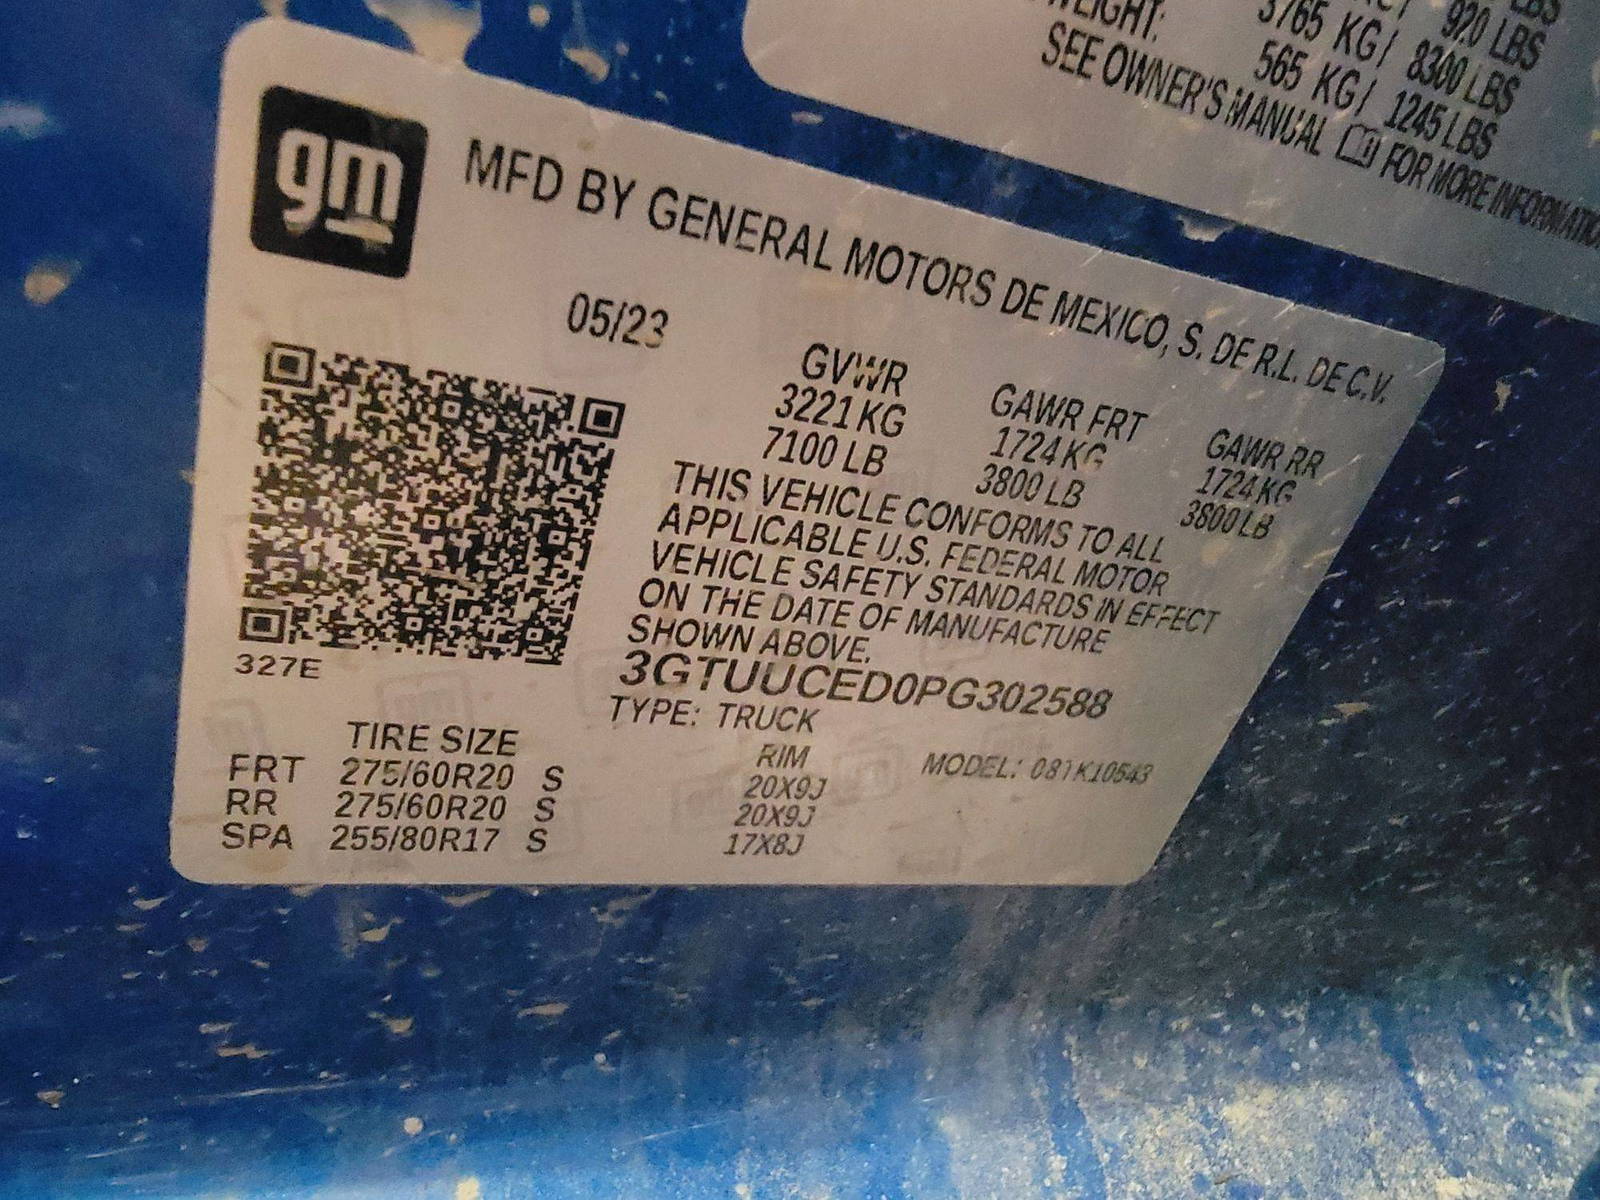 920 LBS
WEIGHT: 3765 KG/ 8300 LBS
565 KG/ 1245 LBS
SEE OWNER'S MANUAL FOR MORE INFORMATION
gm
MFD BY GENERAL MOTORS DE MEXICO, S. DE R.L. DE C.V.
05/23
GVWR GAWR FRT GAWR RR
3221 KG 1724 KG 1724 KG
7100 LB 3800 LB 3800 LB
THIS VEHICLE CONFORMS TO ALL
APPLICABLE U.S. FEDERAL MOTOR
VEHICLE SAFETY STANDARDS IN EFFECT
ON THE DATE OF MANUFACTURE
SHOWN ABOVE.
327E
3GTUUCED0PG302588
TYPE: TRUCK
TIRE SIZE RIM MODEL:
FRT 275/60R20 S 20X9J
RR 275/60R20 S 20X9J
SPA 255/80R17 S 17X8J